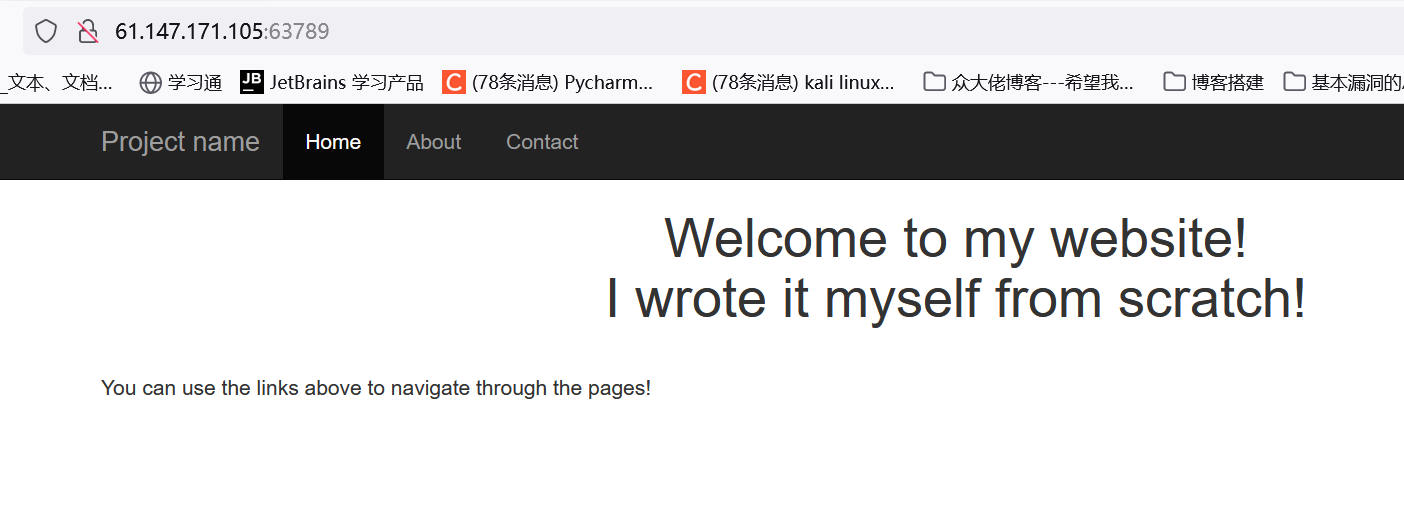 61.147.171.105:63789
_文本、文档... 学习通 JB JetBrains 学习产品 C (78条消息) Pycharm... C (78条消息) kali linux... 众大佬博客---希望我... 博客搭建 基本漏洞的
Project name Home About Contact
Welcome to my website!
I wrote it myself from scratch!
You can use the links above to navigate through the pages!